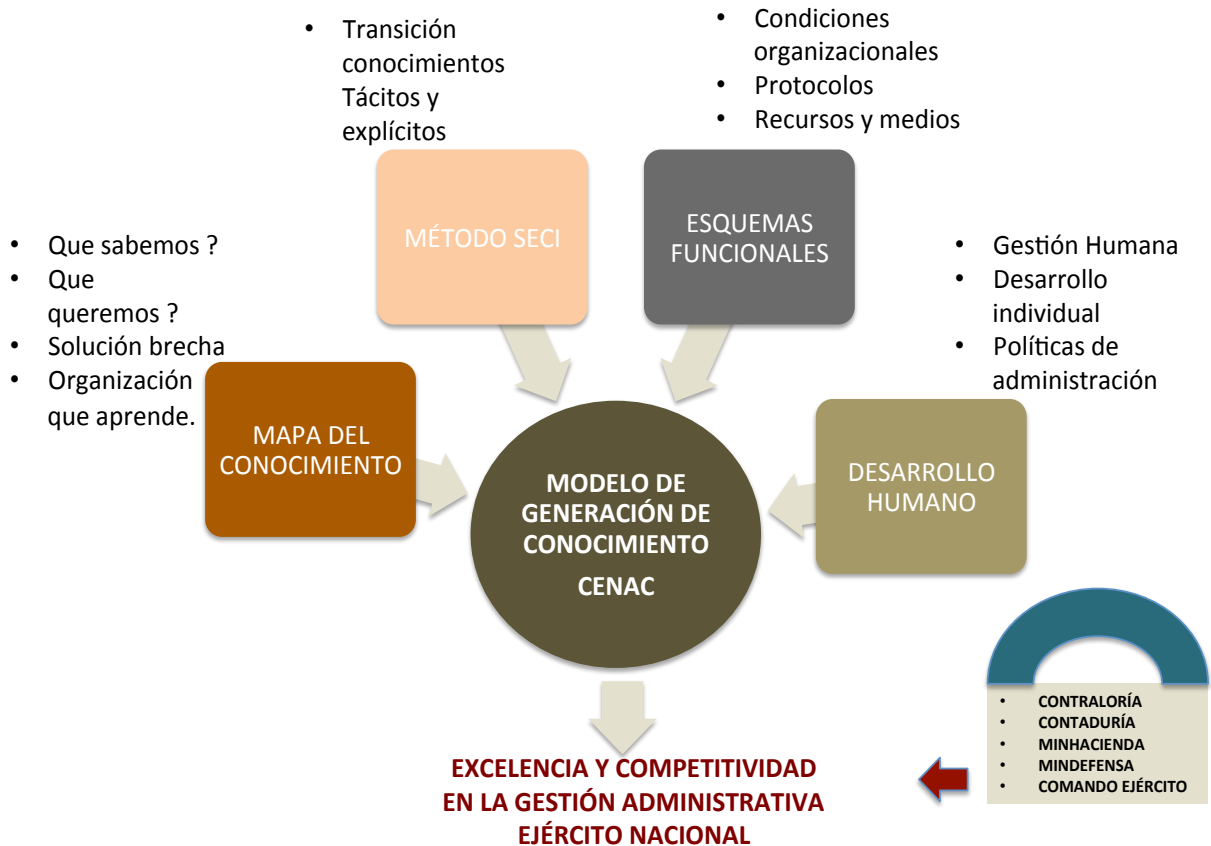 • Transición
conocimientos
Tácitos y
explícitos
• Condiciones
organizacionales
• Protocolos
• Recursos y medios
MÉTODO SECI
ESQUEMAS
FUNCIONALES
• Que sabemos ?
• Que
queremos ?
• Solución brecha
• Organización
que aprende.
• Gestión Humana
• Desarrollo
individual
• Políticas de
administración
MAPA DEL
CONOCIMIENTO
MODELO DE
GENERACIÓN DE
CONOCIMIENTO
CENAC
DESARROLLO
HUMANO
• CONTRALORÍA
• CONTADURÍA
• MINHACIENDA
• MINDEFENSA
• COMANDO EJÉRCITO
EXCELENCIA Y COMPETITIVIDAD
EN LA GESTIÓN ADMINISTRATIVA
EJÉRCITO NACIONAL